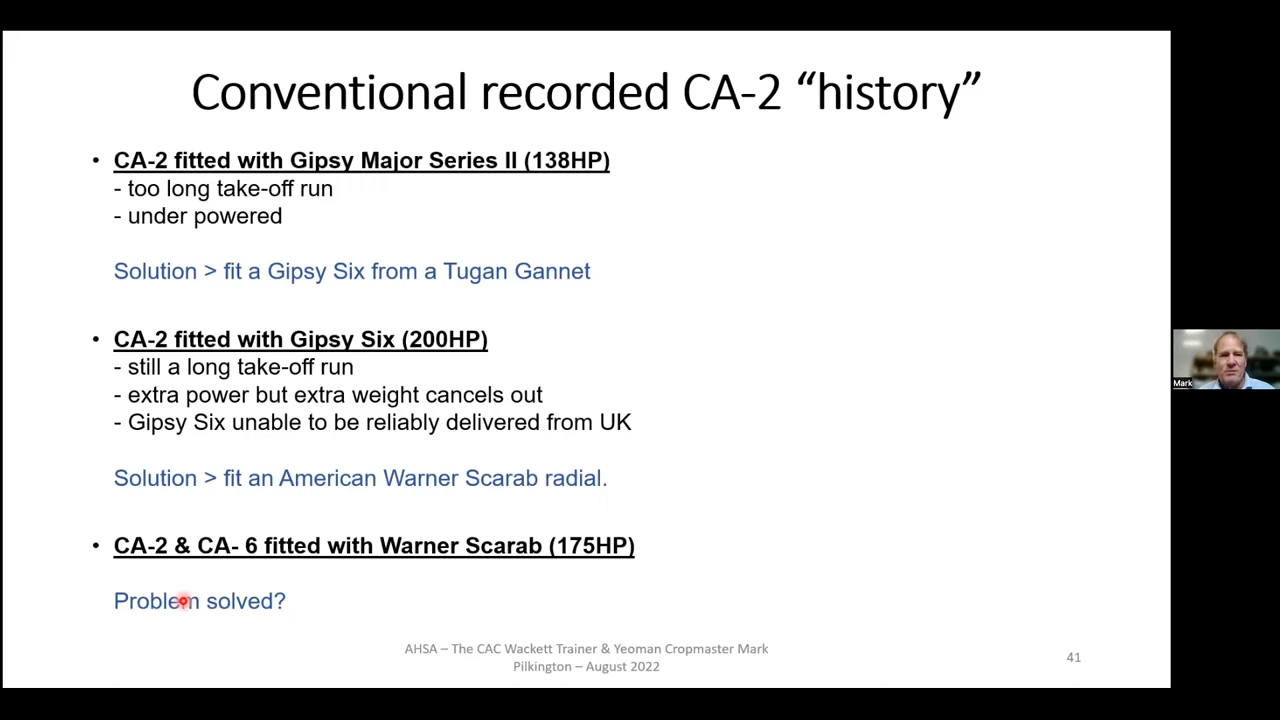 Conventional recorded CA-2 “history”
• CA-2 fitted with Gipsy Major Series II (138HP)
- too long take-off run
- under powered
Solution > fit a Gipsy Six from a Tugan Gannet
• CA-2 fitted with Gipsy Six (200HP)
- still a long take-off run
- extra power but extra weight cancels out
- Gipsy Six unable to be reliably delivered from UK
Solution > fit an American Warner Scarab radial.
• CA-2 & CA- 6 fitted with Warner Scarab (175HP)
Problem solved?
AHSA – The CAC Wackett Trainer & Yeoman Cropmaster Mark
Pilkington – August 2022
41
Mark